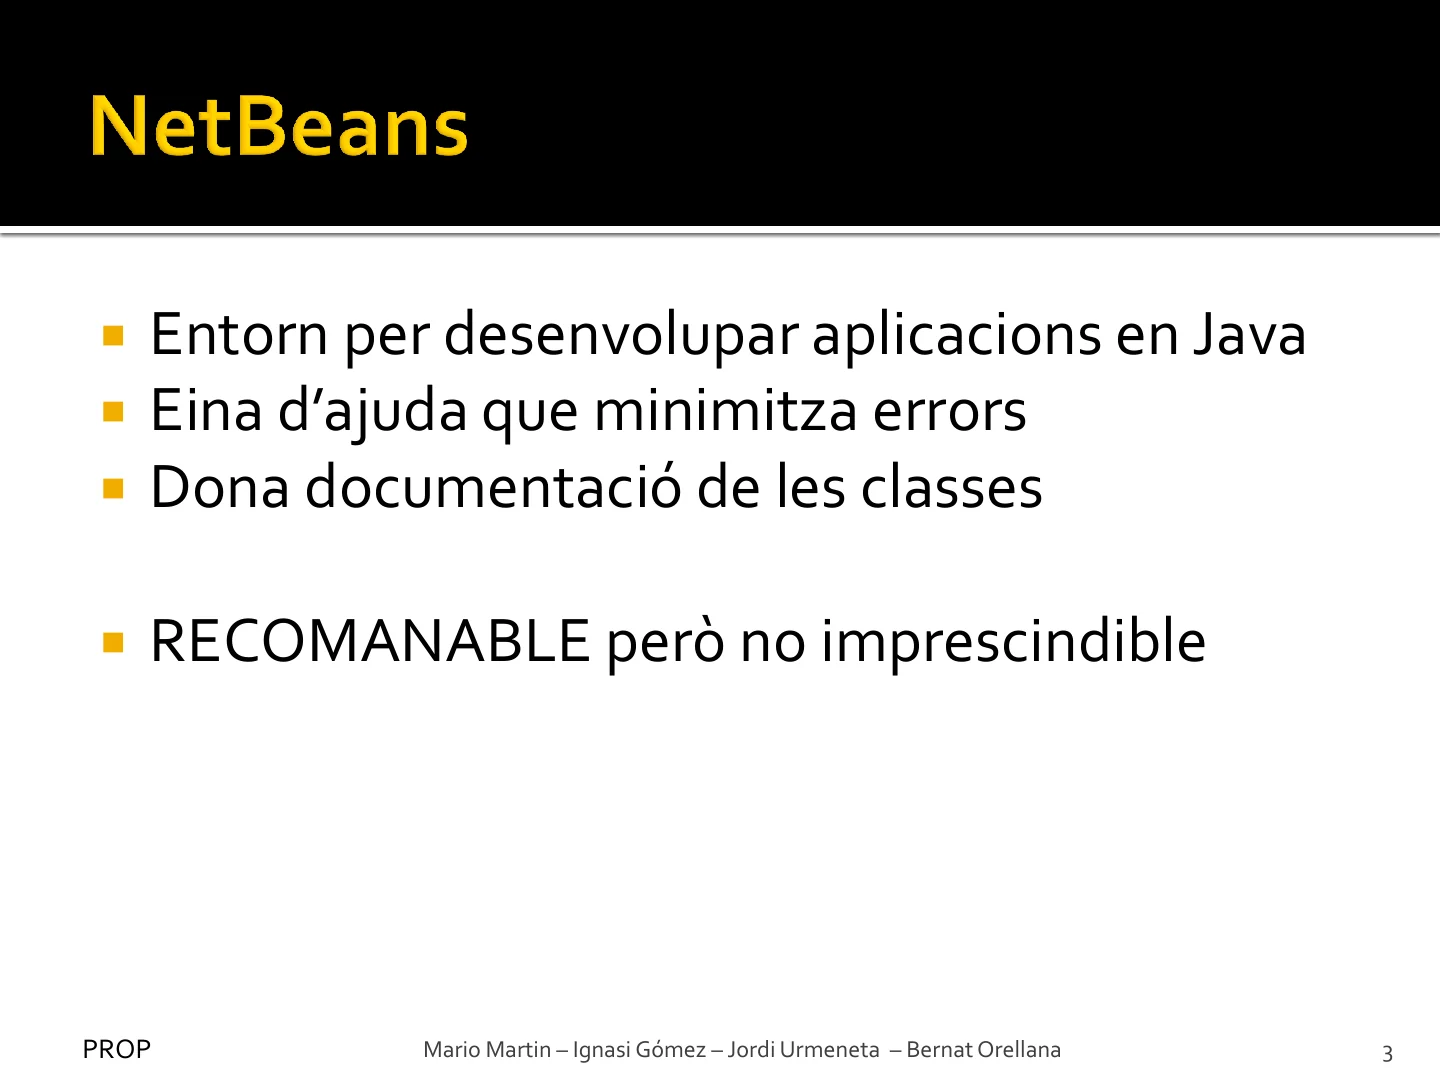 NetBeans
Entorn per desenvolupar aplicacions en Java
Eina d’ajuda que minimitza errors
Dona documentació de les classes
RECOMANABLE però no imprescindible
PROP
Mario Martin – Ignasi Gómez – Jordi Urmeneta – Bernat Orellana
3